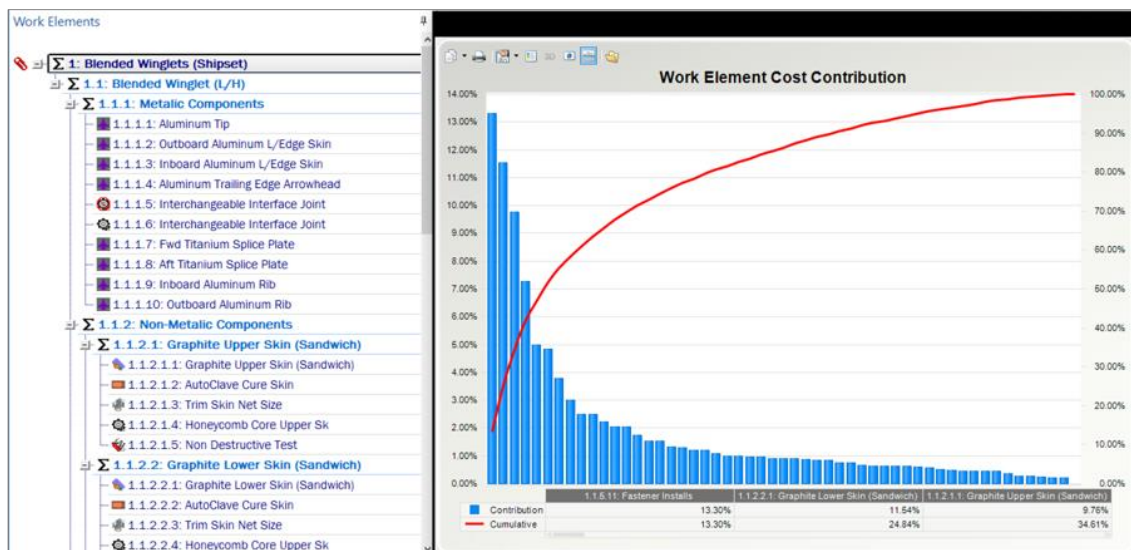 Work Elements
Σ 1: Blended Winglets (Shipset)
Σ 1.1: Blended Winglet (L/H)
Σ 1.1.1: Metalic Components
1.1.1.1: Aluminum Tip
1.1.1.2: Outboard Aluminum L/Edge Skin
1.1.1.3: Inboard Aluminum L/Edge Skin
1.1.1.4: Aluminum Trailing Edge Arrowhead
1.1.1.5: Interchangeable Interface Joint
1.1.1.6: Interchangeable Interface Joint
1.1.1.7: Fwd Titanium Splice Plate
1.1.1.8: Aft Titanium Splice Plate
1.1.1.9: Inboard Aluminum Rib
1.1.1.10: Outboard Aluminum Rib
Σ 1.1.2: Non-Metalic Components
Σ 1.1.2.1: Graphite Upper Skin (Sandwich)
1.1.2.1.1: Graphite Upper Skin (Sandwich)
1.1.2.1.2: AutoClave Cure Skin
1.1.2.1.3: Trim Skin Net Size
1.1.2.1.4: Honeycomb Core Upper Sk
1.1.2.1.5: Non Destructive Test
Σ 1.1.2.2: Graphite Lower Skin (Sandwich)
1.1.2.2.1: Graphite Lower Skin (Sandwich)
1.1.2.2.2: AutoClave Cure Skin
1.1.2.2.3: Trim Skin Net Size
1.1.2.2.4: Honeycomb Core Upper Sk
Work Element Cost Contribution
14.00% 100.00%
13.00% 90.00%
12.00%
11.00% 80.00%
10.00% 70.00%
9.00%
8.00% 60.00%
7.00% 50.00%
6.00%
5.00% 40.00%
4.00% 30.00%
3.00% 20.00%
2.00%
1.00% 10.00%
0.00% 0.00%
1.1.5.11: Fastener Installs 1.1.2.2.1: Graphite Lower Skin (Sandwich) 1.1.2.1.1: Graphite Upper Skin (Sandwich)
Contribution 13.30% 11.54% 9.76%
Cumulative 13.30% 24.84% 34.61%